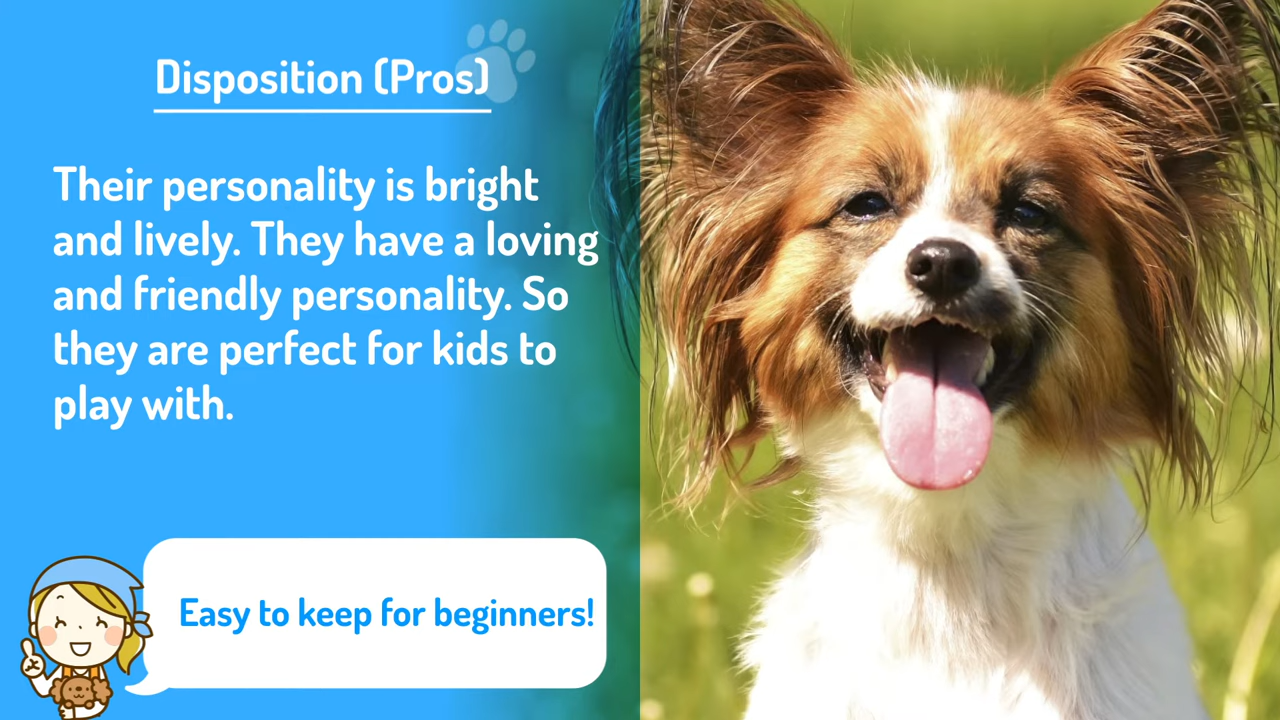 Disposition (Pros)
Their personality is bright
and lively. They have a loving
and friendly personality. So
they are perfect for kids to
play with.
Easy to keep for beginners!